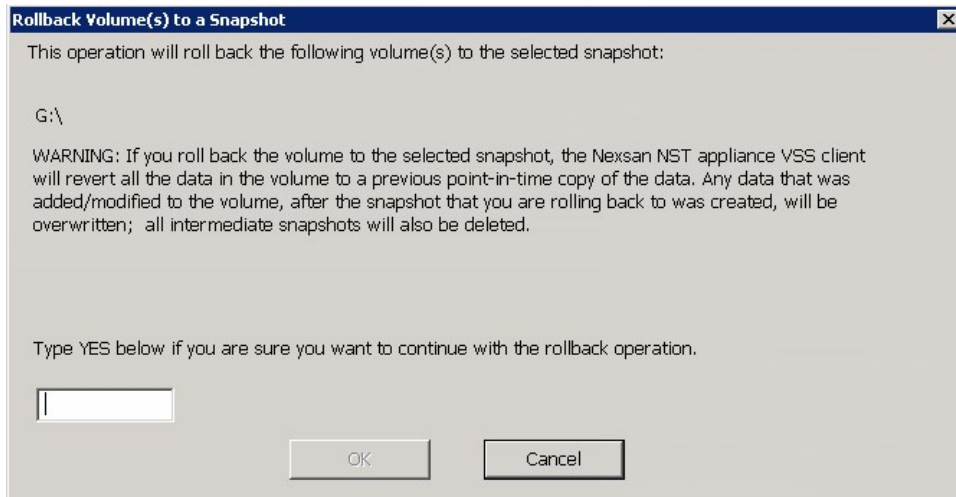 Rollback Volume(s) to a Snapshot
This operation will roll back the following volume(s) to the selected snapshot:
G:\
WARNING: If you roll back the volume to the selected snapshot, the Nexsan NST appliance VSS client
will revert all the data in the volume to a previous point-in-time copy of the data. Any data that was
added/modified to the volume, after the snapshot that you are rolling back to was created, will be
overwritten;  all intermediate snapshots will also be deleted.
Type YES below if you are sure you want to continue with the rollback operation.
OK
Cancel